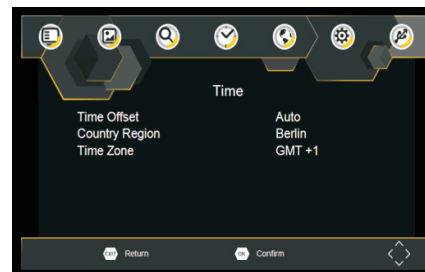 Time
Time Offset Auto
Country Region Berlin
Time Zone GMT +1
EXIT Return OK Confirm